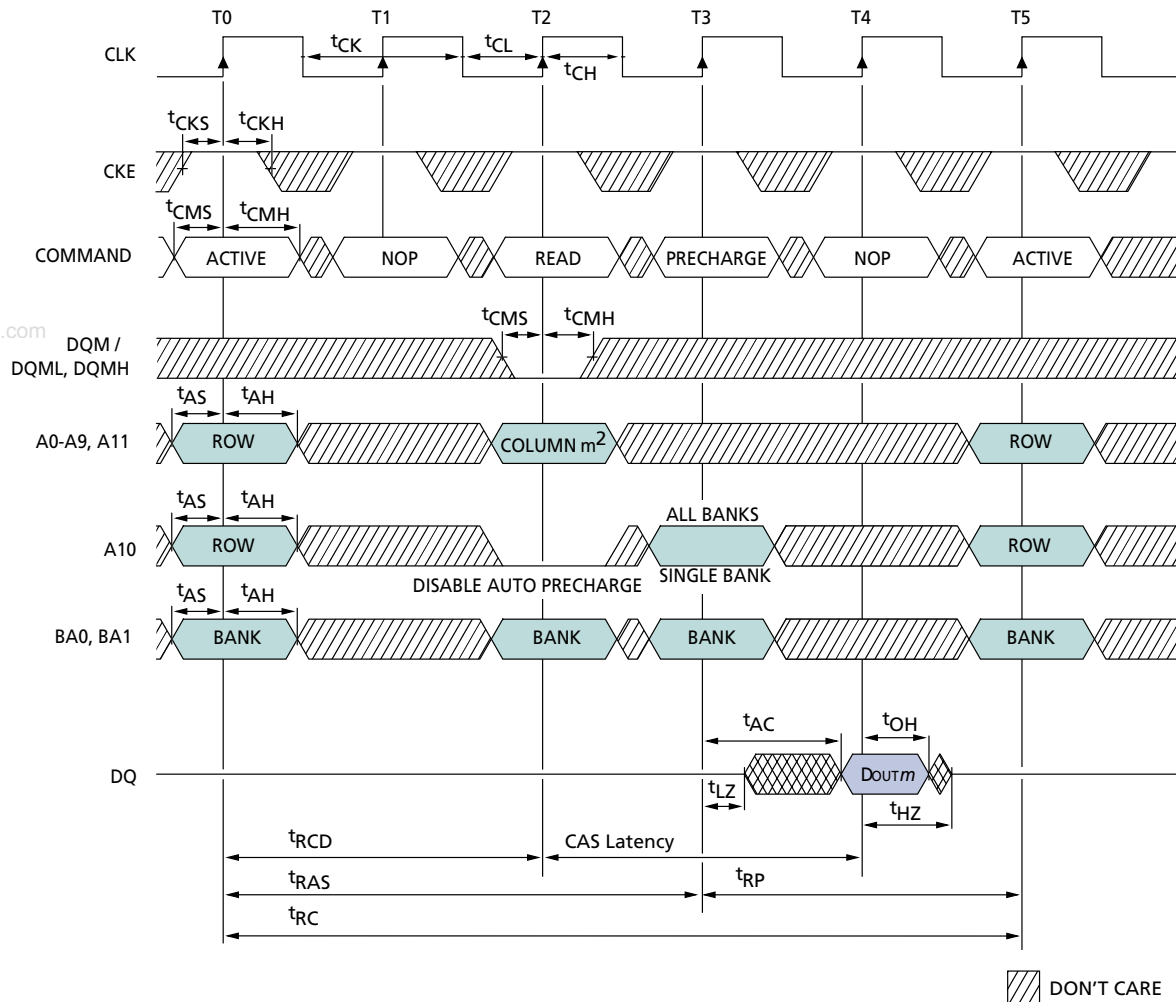 T0 T1 T2 T3 T4 T5
CLK
tCK tCL
tCH
tCKS tCKH
CKE
tCMS tCMH
COMMAND ACTIVE NOP READ PRECHARGE NOP ACTIVE
.com
tCMS tCMH
DQM /
DQML, DQMH
tAS tAH
A0-A9, A11 ROW COLUMN m2 ROW
tAS tAH ALL BANKS
A10 ROW ROW
DISABLE AUTO PRECHARGE SINGLE BANK
tAS tAH
BA0, BA1 BANK BANK BANK BANK
tAC tOH
DQ DOUTm
tLZ tHZ
tRCD CAS Latency
tRAS tRP
tRC
DON'T CARE